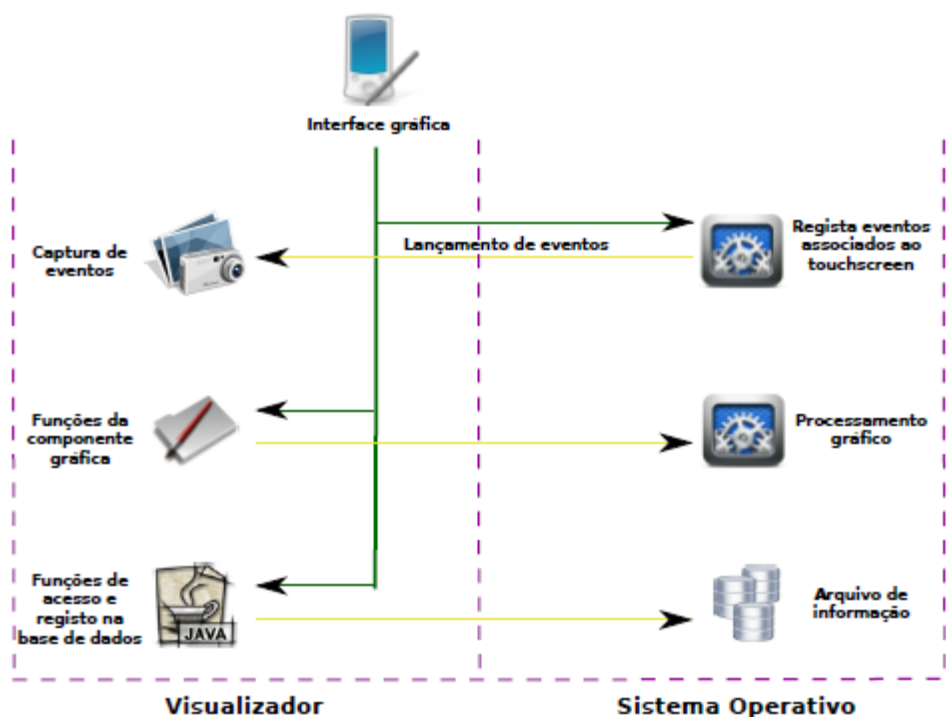 Interface gráfica
Captura de
eventos
Lançamento de eventos
Regista eventos
associados ao
touchscreen
Funções da
componente
gráfica
Processamento
gráfico
Funções de
acesso e
registo na
base de dados
JAVA
Arquivo de
informação
Visualizador
Sistema Operativo